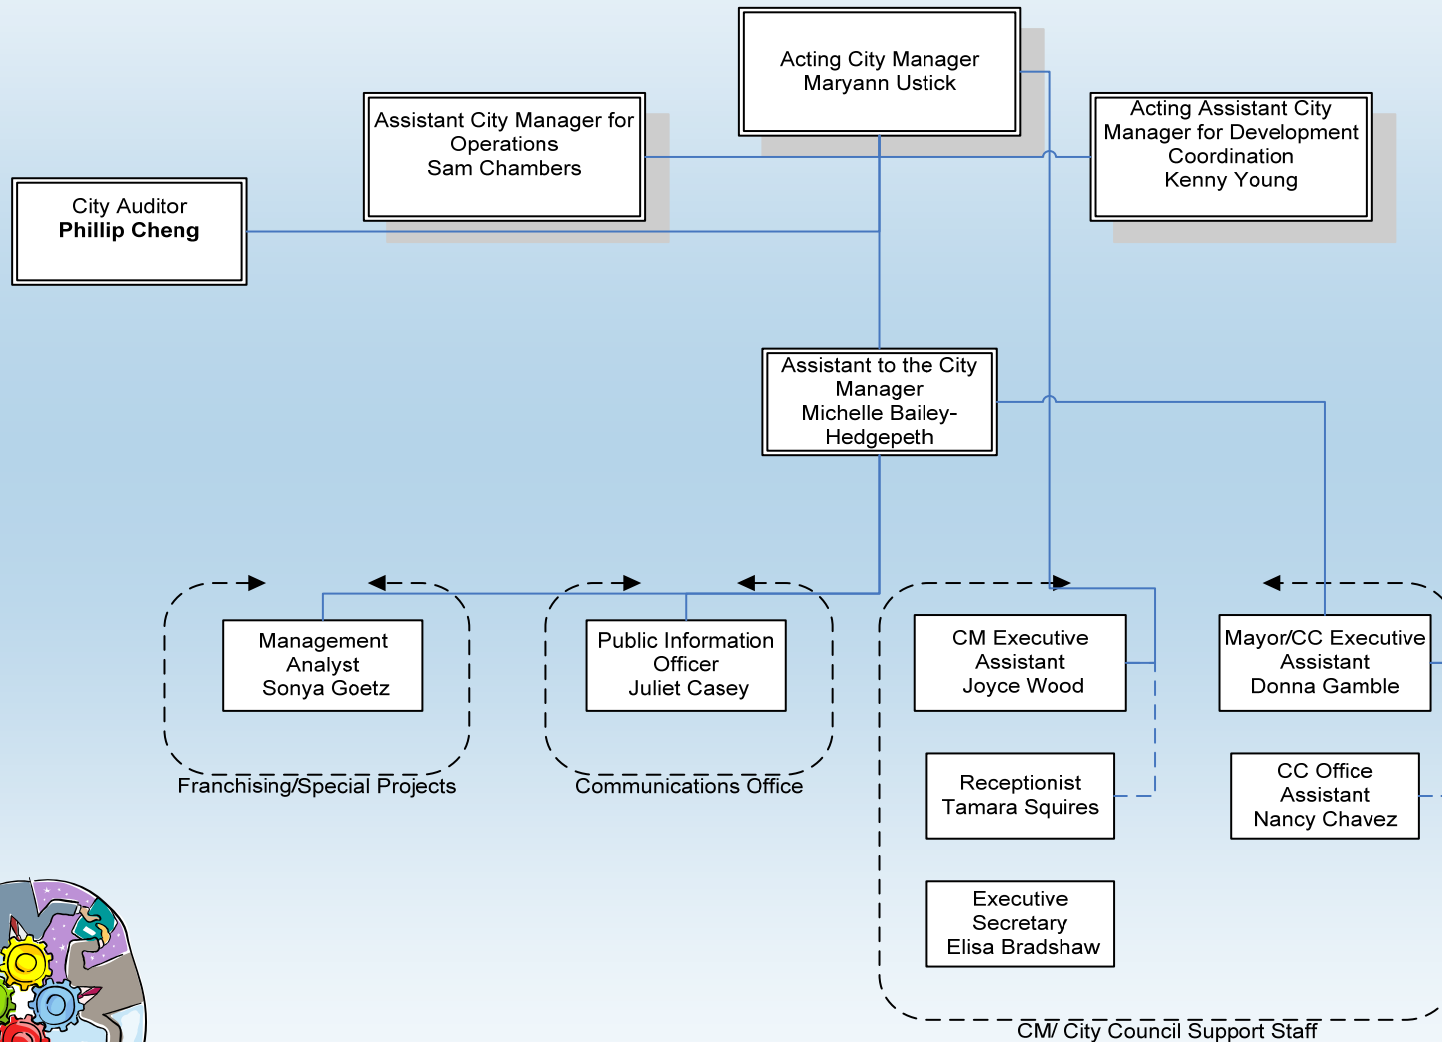 Acting City Manager
Maryann Ustick
Assistant City Manager for
Operations
Sam Chambers
Acting Assistant City
Manager for Development
Coordination
Kenny Young
City Auditor
Phillip Cheng
Assistant to the City
Manager
Michelle Bailey-
Hedgepeth
Management
Analyst
Sonya Goetz
Franchising/Special Projects
Public Information
Officer
Juliet Casey
Communications Office
CM Executive
Assistant
Joyce Wood
Mayor/CC Executive
Assistant
Donna Gamble
Receptionist
Tamara Squires
CC Office
Assistant
Nancy Chavez
Executive
Secretary
Elisa Bradshaw
CM/ City Council Support Staff